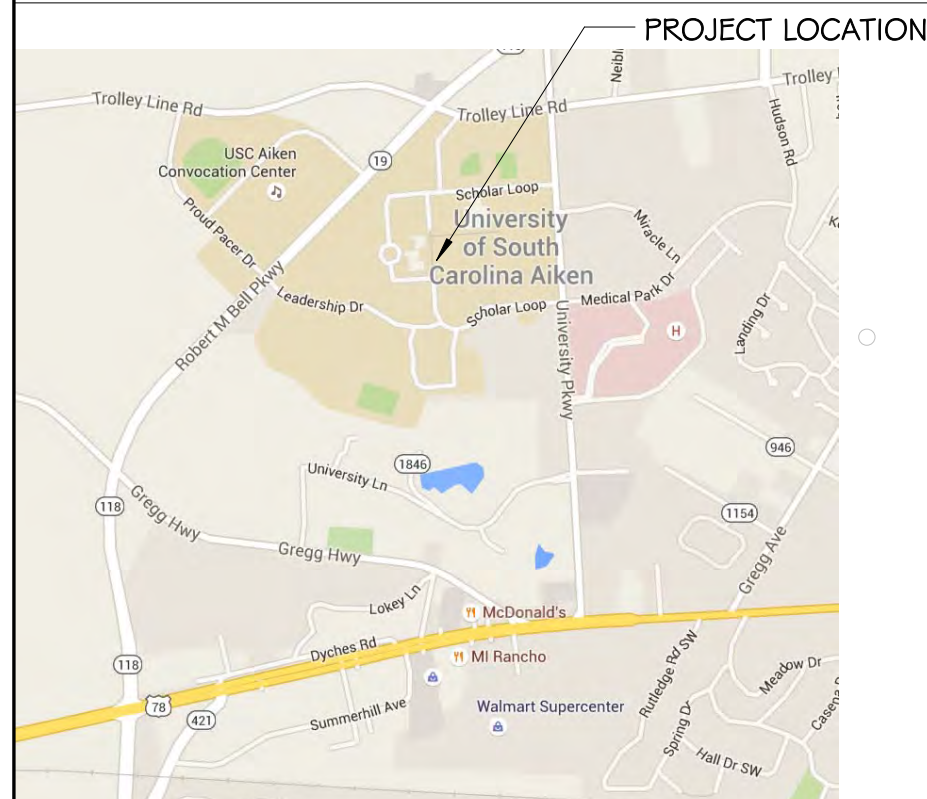 PROJECT LOCATION
Trolley Line Rd
Trolley Line Rd
Trolley
Hudson Rd
USC Aiken
Convocation Center
19
Scholar Loop
University
of South
Carolina Aiken
Proud Pacer Dr
Miracle Ln
Leadership Dr
Scholar Loop
Medical Park Dr
H
Landing Dr
Robert M Bell Pkwy
University Pkwy
946
University Ln
1846
118
Gregg Hwy
1154
Gregg Hwy
Gregg Ave
Lokey Ln
McDonald's
Dyches Rd
MI Rancho
118
Rutledge Rd SW
Meadow Dr
78
421
Summerhill Ave
Walmart Supercenter
Spring Dr
Casena
Hall Dr SW